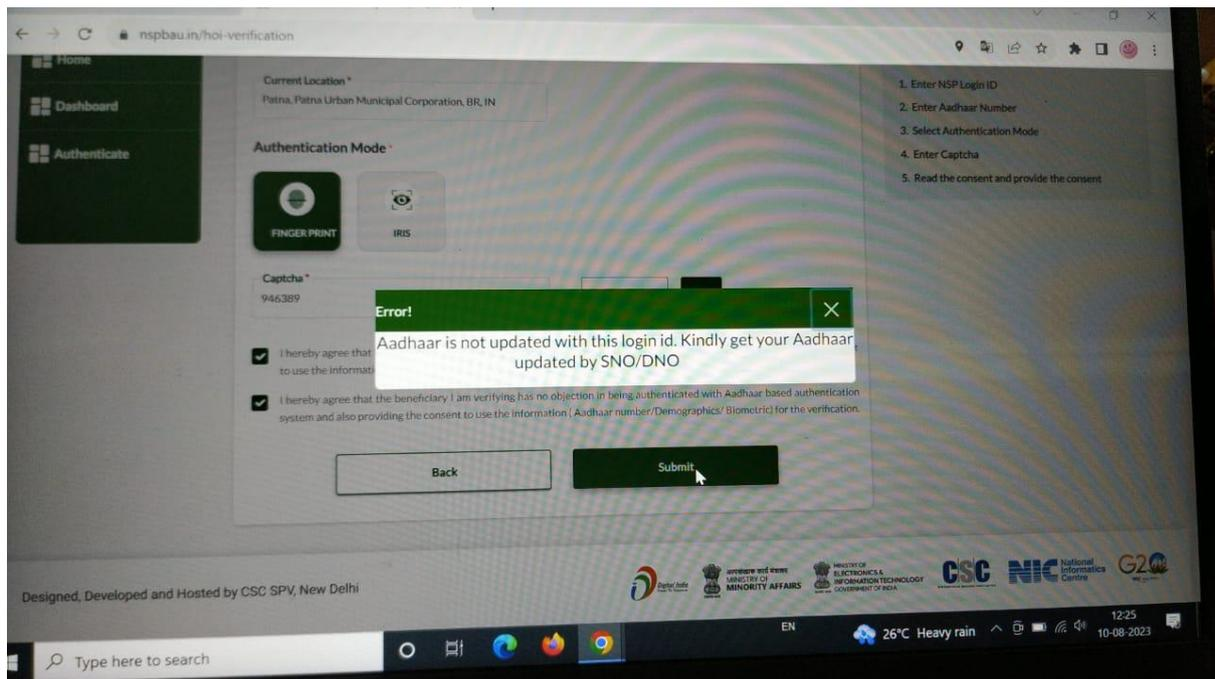 nspbau.in/hoi-verification
Home
Dashboard
Authenticate
Current Location *
Patna, Patna Urban Municipal Corporation, BR, IN
Authentication Mode *
FINGER PRINT
IRIS
Captcha *
946389
Error!
Aadhaar is not updated with this login id. Kindly get your Aadhaar
updated by SNO/DNO
I hereby agree that
to use the informati
I hereby agree that the beneficiary I am verifying has no objection in being authenticated with Aadhaar based authentication
system and also providing the consent to use the information ( Aadhaar number/Demographics/ Biometric) for the verification.
Back
Submit
1. Enter NSP Login ID
2. Enter Aadhaar Number
3. Select Authentication Mode
4. Enter Captcha
5. Read the consent and provide the consent
Designed, Developed and Hosted by CSC SPV, New Delhi
Digital India
MINISTRY OF
MINORITY AFFAIRS
MINISTRY OF
ELECTRONICS &
INFORMATION TECHNOLOGY
GOVERNMENT OF INDIA
CSC
NIC
National
Informatics
Centre
G20
Type here to search
EN
26°C Heavy rain
12:25
10-08-2023